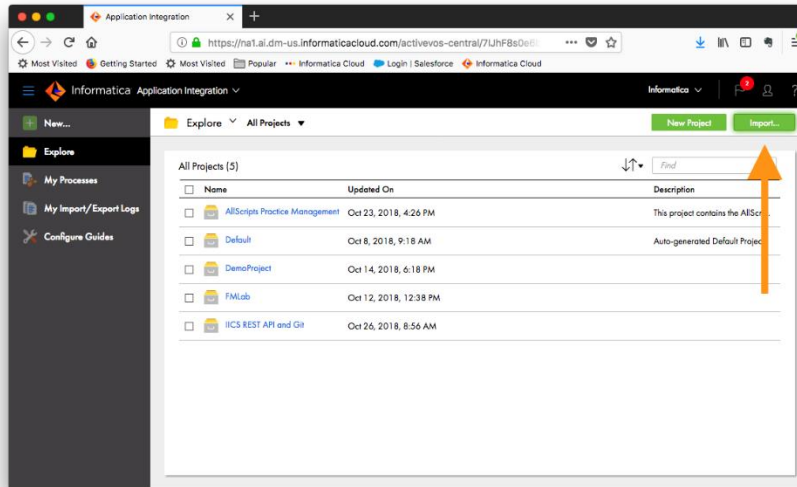 Application Integration
https://na1.ai.dm-us.informaticacloud.com/activevos-central/7IJhF8s0e6
Most Visited Getting Started Most Visited Popular Informatica Cloud Login | Salesforce Informatica Cloud
Informatica Application Integration Informatica 2 ?
New... Explore All Projects New Project Import...
Explore
My Processes
My Import/Export Logs
Configure Guides
All Projects (5) Find
Name Updated On Description
AllScripts Practice Management Oct 23, 2018, 4:26 PM This project contains the AllScr...
Default Oct 8, 2018, 9:18 AM Auto-generated Default Projec
DemoProject Oct 14, 2018, 6:18 PM
FMLab Oct 12, 2018, 12:38 PM
IICS REST API and Git Oct 26, 2018, 8:56 AM